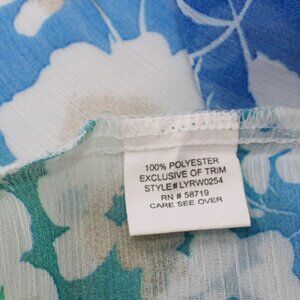 100% POLYESTER
EXCLUSIVE OF TRIM
STYLE# LYRW0254
RN # 58719
CARE SEE OVER